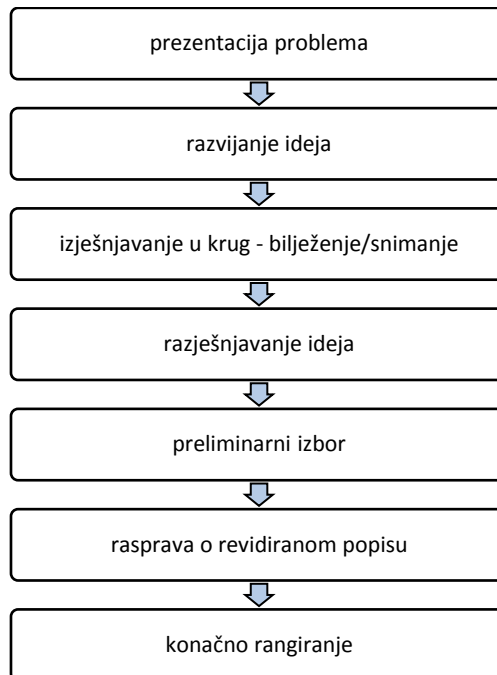 prezentacija problema
razvijanje ideja
izješnjavanje u krug - bilježenje/snimanje
razješnjavanje ideja
preliminarni izbor
rasprava o revidiranom popisu
konačno rangiranje